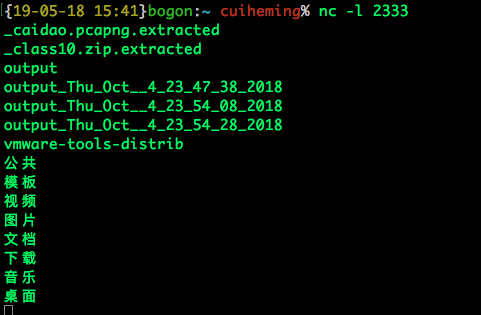 {19-05-18 15:41}bogon:~ cuiheming% nc -l 2333
_caidao.pcapng.extracted
_class10.zip.extracted
output
output_Thu_Oct__4_23_47_38_2018
output_Thu_Oct__4_23_54_08_2018
output_Thu_Oct__4_23_54_28_2018
vmware-tools-distrib
公共
模板
视频
图片
文档
下载
音乐
桌面